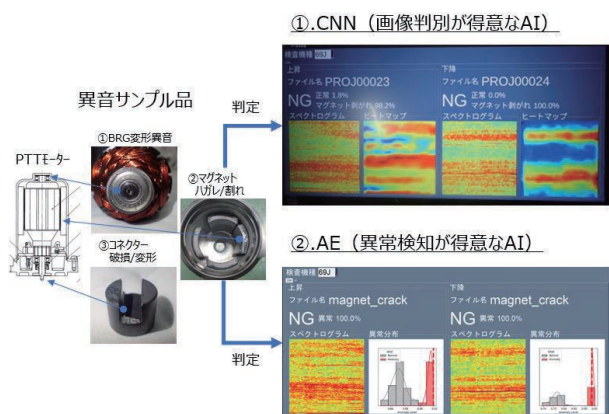 ①.CNN（画像判別が得意なAI）
検査機種 69J
上昇
ファイル名 PROJ00023
NG 正常 1.8%
マグネット剥がれ 98.2%
スペクトログラム ヒートマップ
下降
ファイル名 PROJ00024
NG 正常 0.0%
マグネット剥がれ 100.0%
スペクトログラム ヒートマップ
異音サンプル品
判定
①BRG変形異音
PTTモーター
②マグネット
ハガレ/割れ
③コネクター
破損/変形
判定
②.AE（異常検知が得意なAI）
検査機種 69J
上昇
ファイル名 magnet_crack
NG 異常 100.0%
スペクトログラム 異常分布
下降
ファイル名 magnet_crack
NG 異常 100.0%
スペクトログラム 異常分布